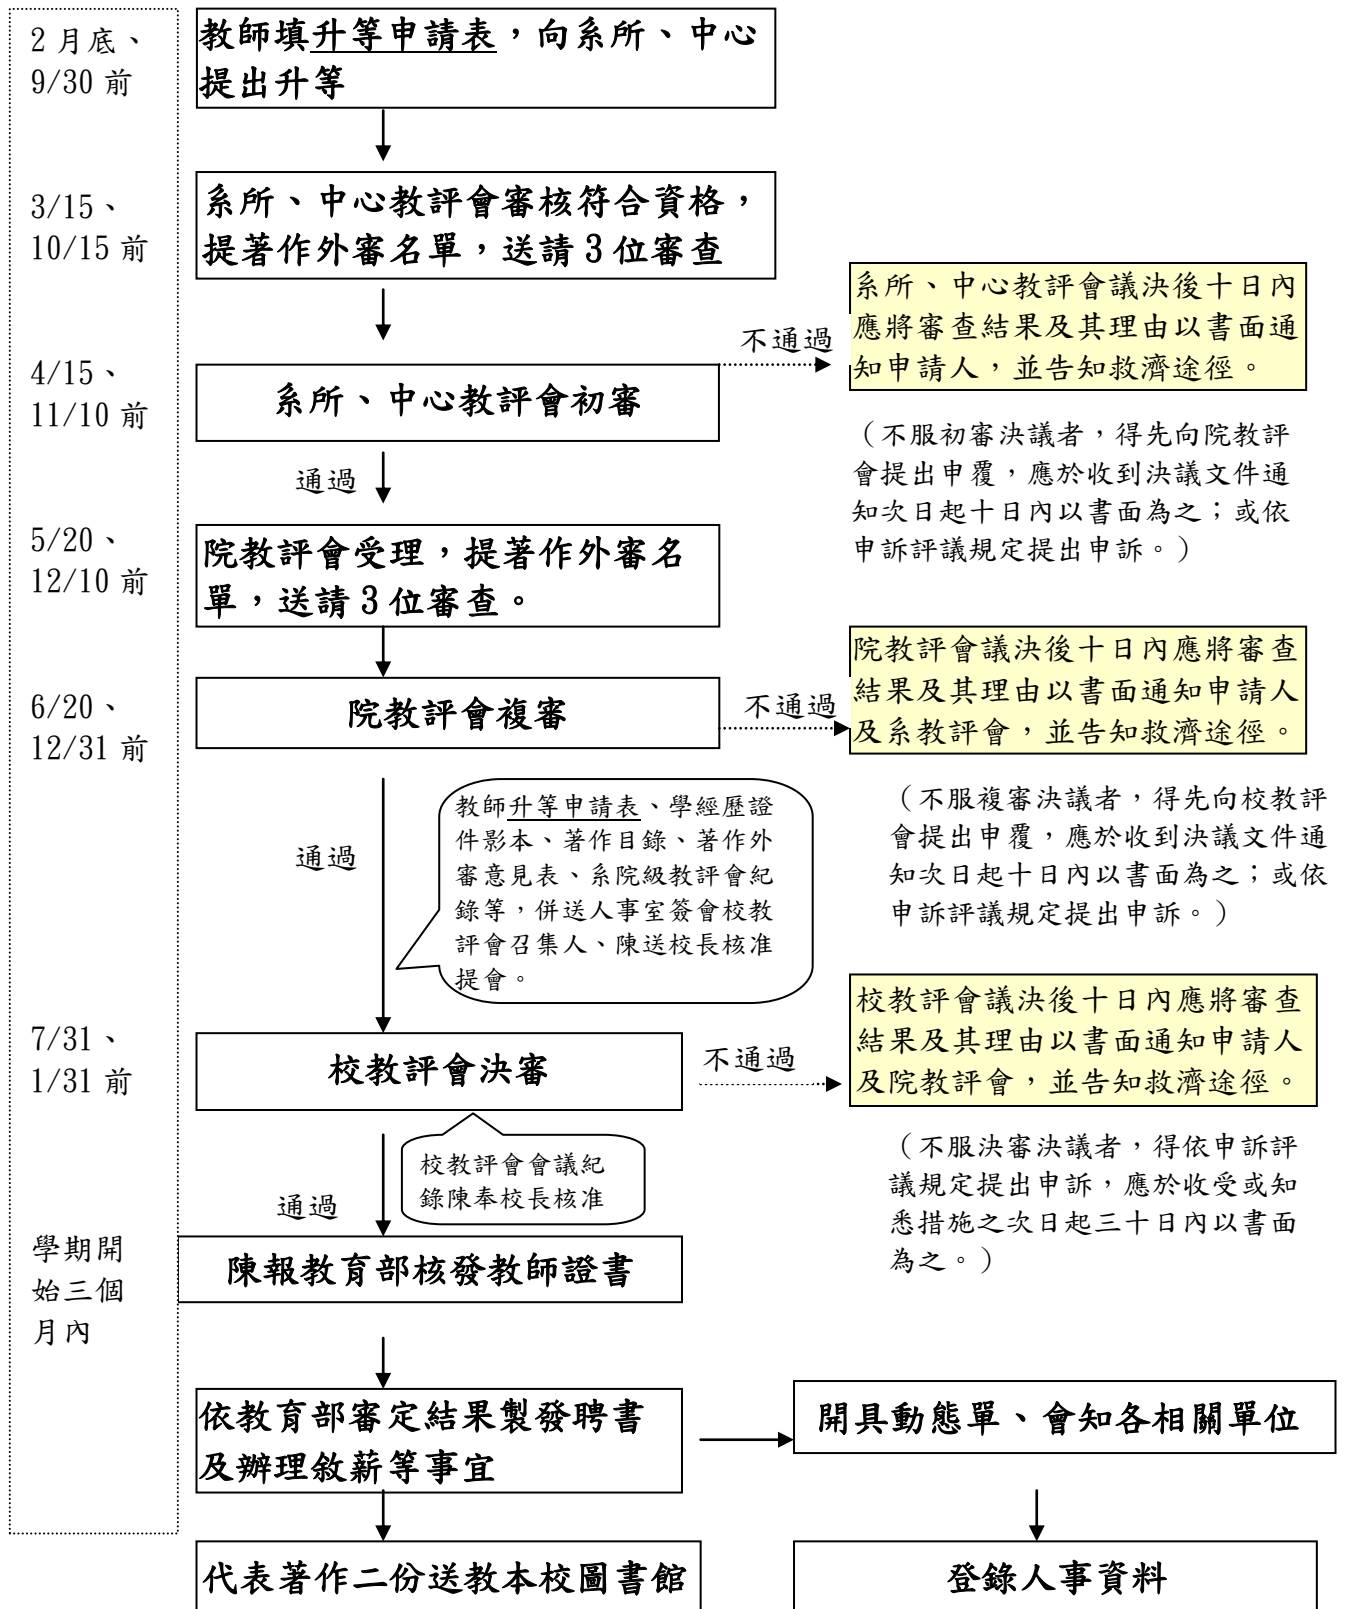 2 月底、
9/30 前
教師填升等申請表，向系所、中心
提出升等
3/15、
10/15 前
系所、中心教評會審核符合資格，
提著作外審名單，送請 3 位審查
系所、中心教評會議決後十日內
應將審查結果及其理由以書面通
知申請人，並告知救濟途徑。
不通過
4/15、
11/10 前
系所、中心教評會初審
（不服初審決議者，得先向院教評
會提出申覆，應於收到決議文件通
知次日起十日內以書面為之；或依
申訴評議規定提出申訴。）
通過
5/20、
12/10 前
院教評會受理，提著作外審名
單，送請 3 位審查。
院教評會議決後十日內應將審查
結果及其理由以書面通知申請人
及系教評會，並告知救濟途徑。
6/20、
12/31 前
院教評會複審
不通過
（不服複審決議者，得先向校教評
會提出申覆，應於收到決議文件通
知次日起十日內以書面為之；或依
申訴評議規定提出申訴。）
通過
教師升等申請表、學經歷證
件影本、著作目錄、著作外
審意見表、系院級教評會紀
錄等，併送人事室簽會校教
評會召集人、陳送校長核准
提會。
校教評會議決後十日內應將審查
結果及其理由以書面通知申請人
及院教評會，並告知救濟途徑。
7/31、
1/31 前
校教評會決審
不通過
（不服決審決議者，得依申訴評
議規定提出申訴，應於收受或知
悉措施之次日起三十日內以書面
為之。）
校教評會會議紀
錄陳奉校長核准
通過
學期開
始三個
月內
陳報教育部核發教師證書
依教育部審定結果製發聘書
及辦理敘薪等事宜
開具動態單、會知各相關單位
代表著作二份送教本校圖書館
登錄人事資料